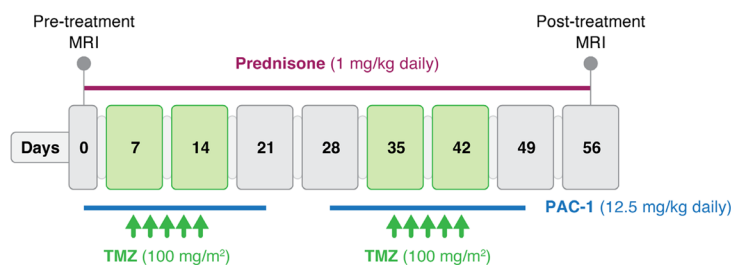 Pre-treatment
MRI
Post-treatment
MRI
Prednisone (1 mg/kg daily)
Days 0 7 14 21 28 35 42 49 56
PAC-1 (12.5 mg/kg daily)
TMZ (100 mg/m²)
TMZ (100 mg/m²)